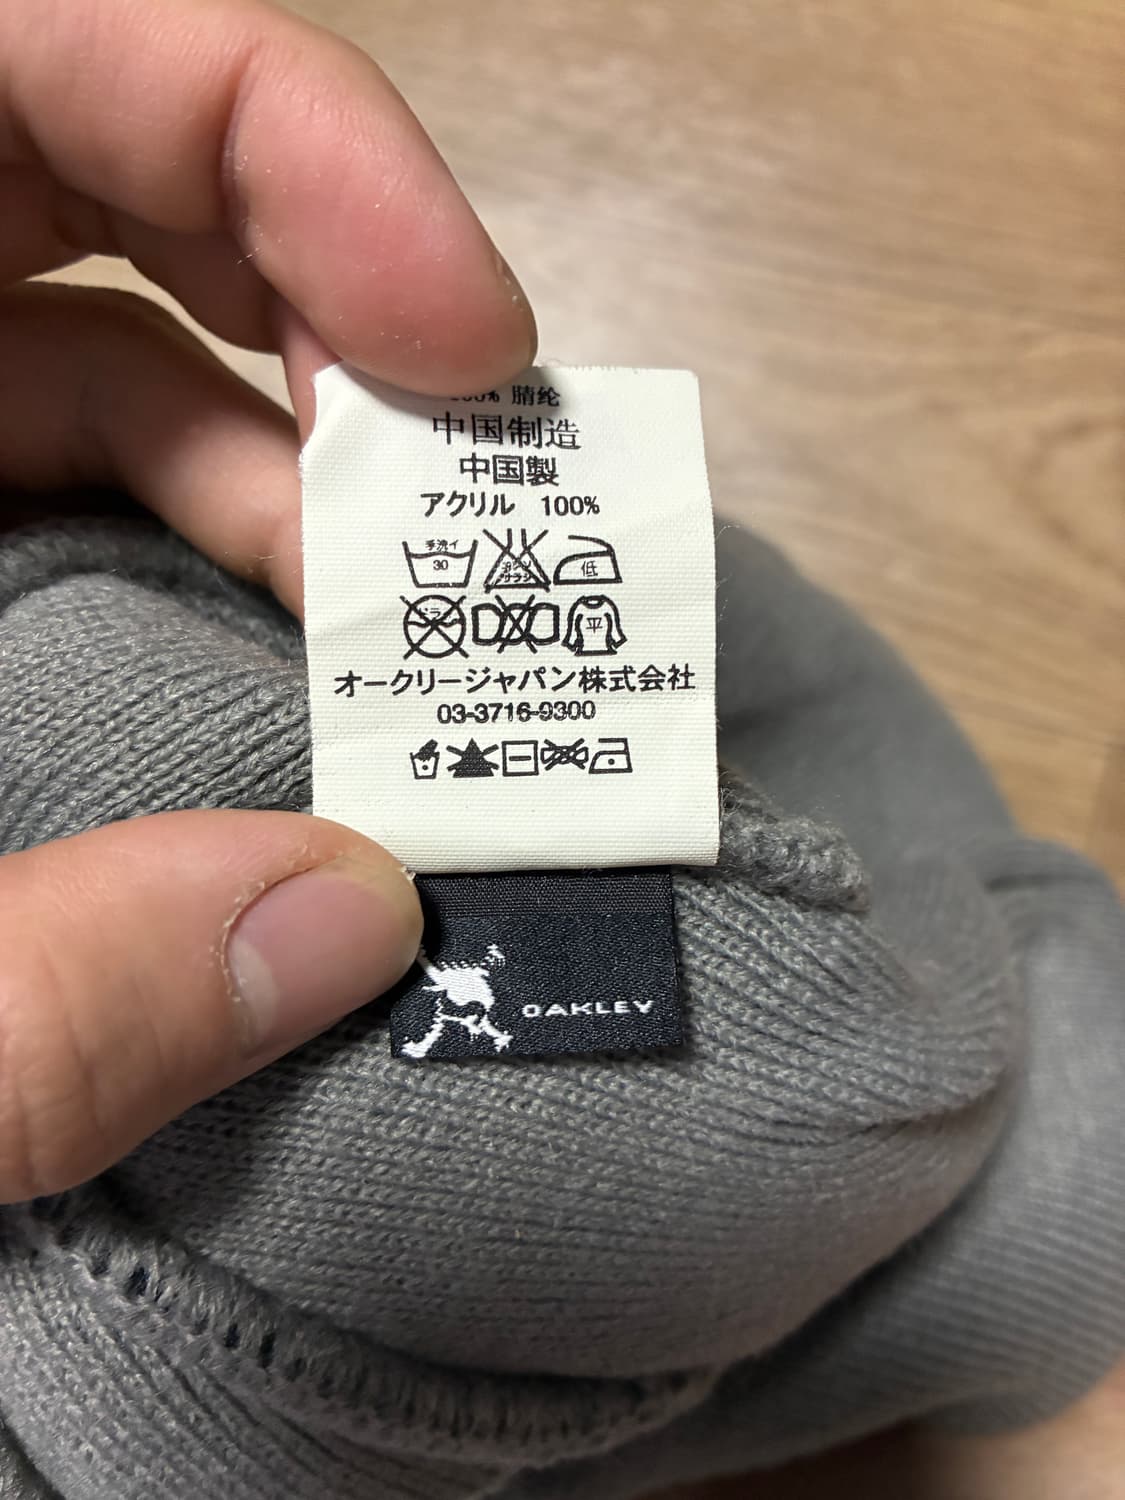 腈纶
中国制造
中国製
アクリル 100%
手洗イ
30
低
平
オークリージャパン株式会社
03-3716-9300
OAKLEY